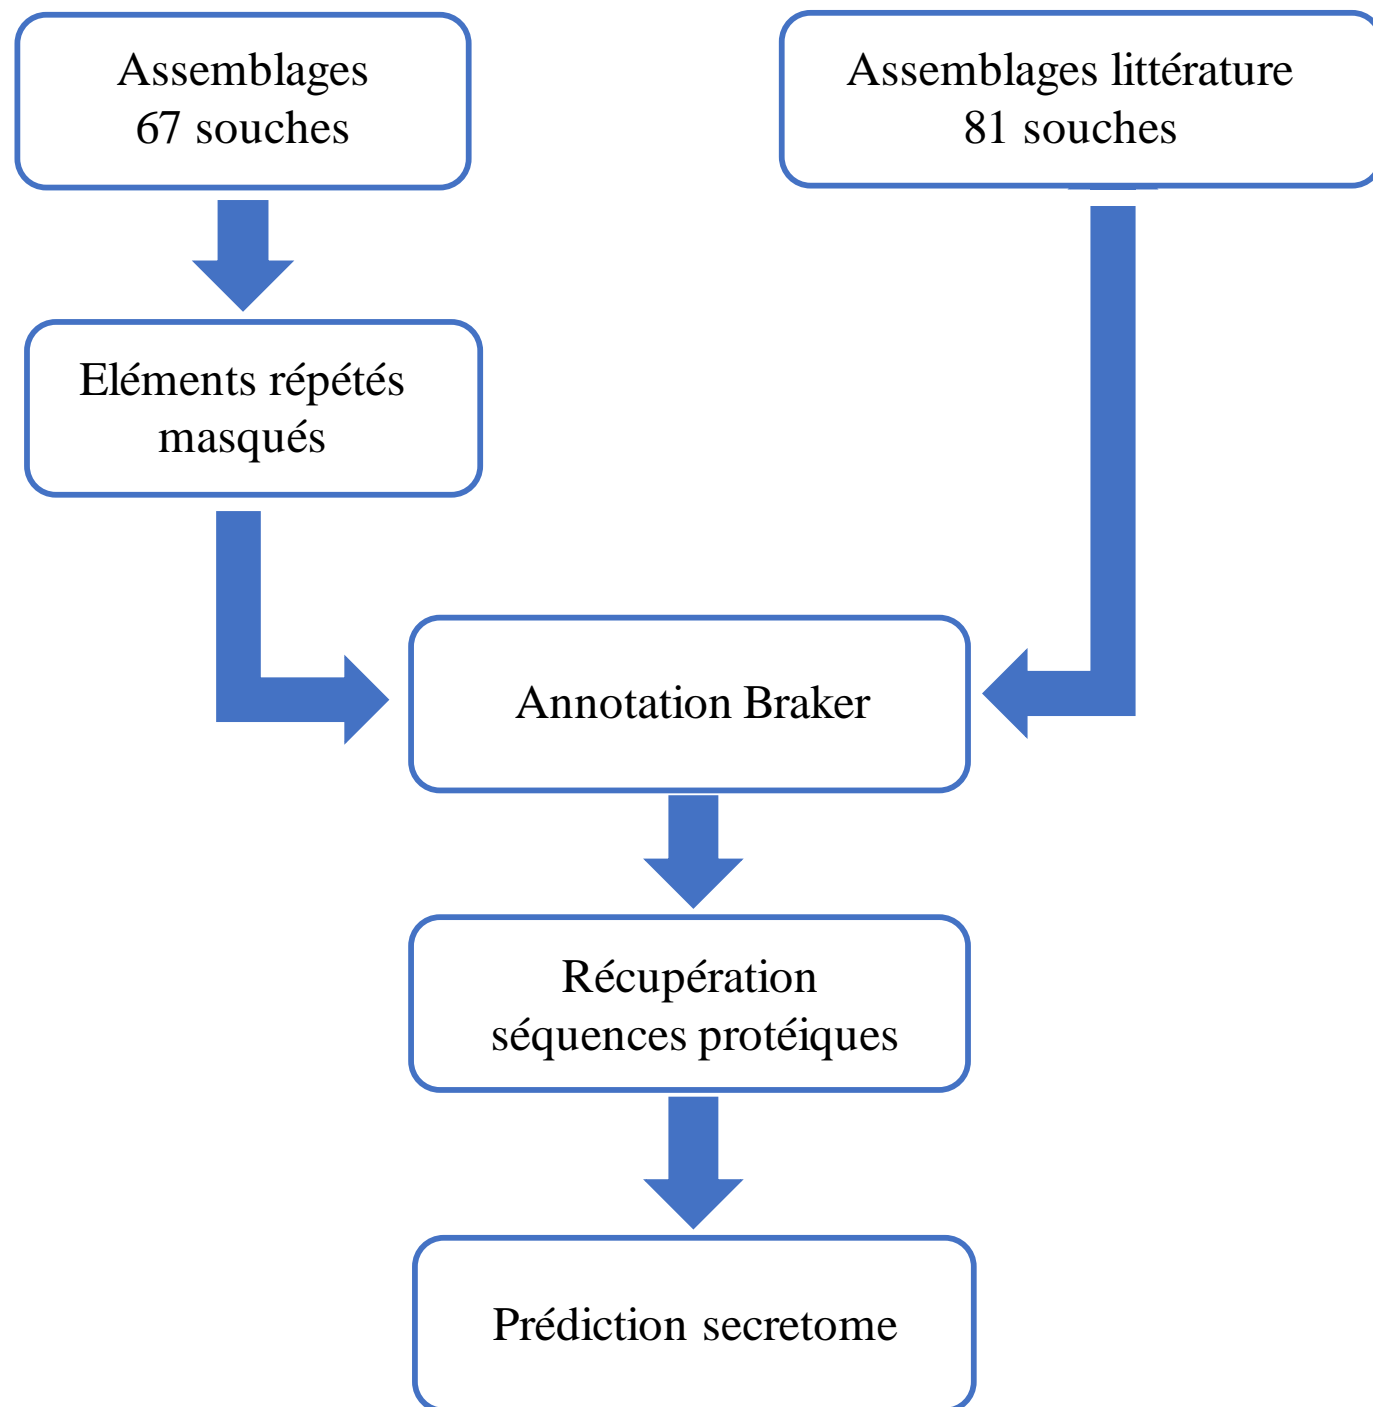 Assemblages
67 souches
Assemblages littérature
81 souches
Eléments répétés
masqués
Annotation Braker
Récupération
séquences protéiques
Prédiction secretome